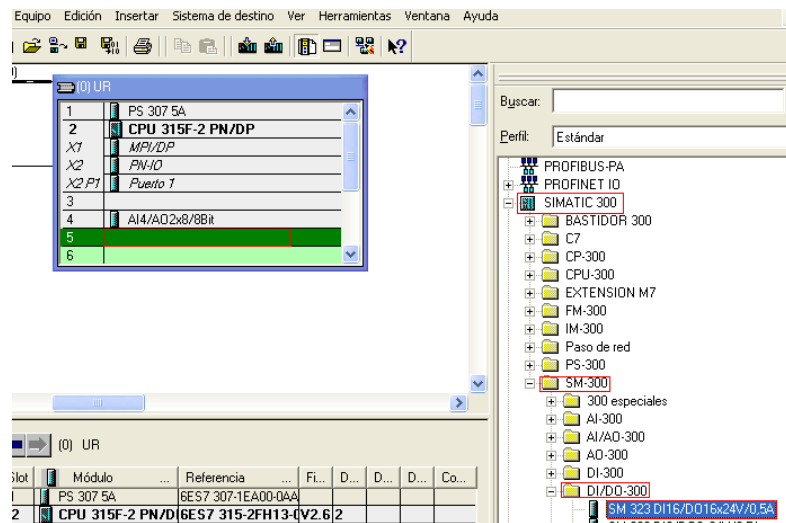 Equipo Edición Insertar Sistema de destino Ver Herramientas Ventana Ayuda
(0) UR
1 PS 307 5A
2 CPU 315F-2 PN/DP
X1 MPI/DP
X2 PN-IO
X2 P1 Puerto 1
3
4 AI4/AO2x8/8Bit
5
6
Buscar:
Perfil: Estándar
PROFIBUS-PA
PROFINET IO
SIMATIC 300
BASTIDOR 300
C7
CP-300
CPU-300
EXTENSION M7
FM-300
IM-300
Paso de red
PS-300
SM-300
300 especiales
AI-300
AI/AO-300
AO-300
DI-300
DI/DO-300
SM 323 DI16/DO16x24V/0,5A
(0) UR
Slot Módulo ... Referencia ... Fi... D... D... D... Co...
1 PS 307 5A 6ES7 307-1EA00-0AA
2 CPU 315F-2 PN/D 6ES7 315-2FH13-0 V2.6 2